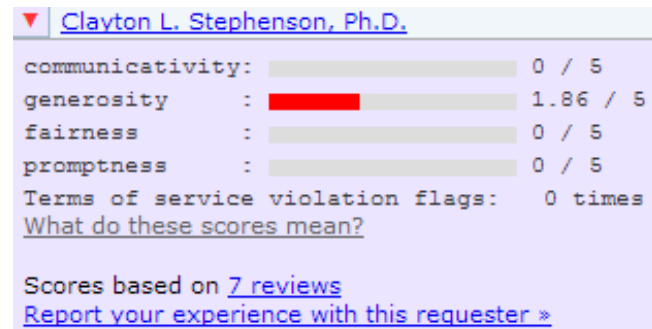 Clayton L. Stephenson, Ph.D.
communicativity: 0 / 5
generosity : 1.86 / 5
fairness : 0 / 5
promptness : 0 / 5
Terms of service violation flags: 0 times
What do these scores mean?
Scores based on 7 reviews
Report your experience with this requester »